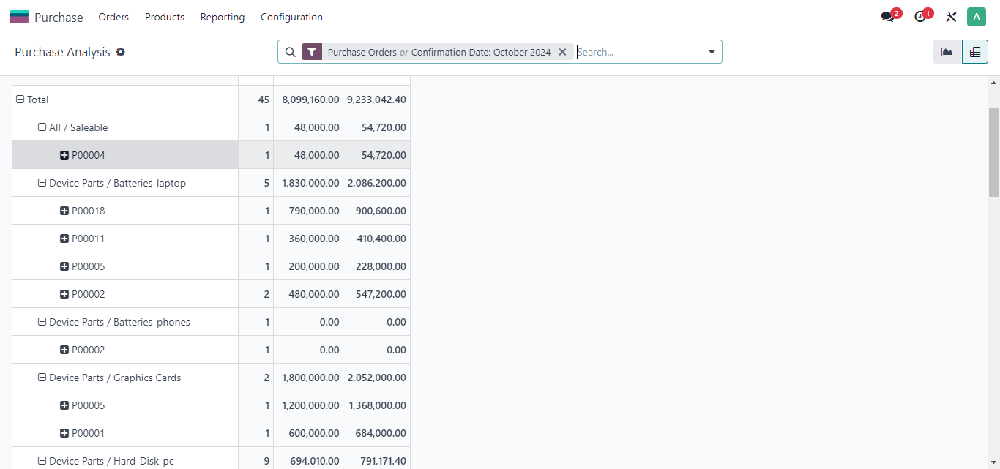 Purchase Orders Products Reporting Configuration 2 1 A
Purchase Analysis Purchase Orders or Confirmation Date: October 2024 Search...
Total 45 8,099,160.00 9,233,042.40
All / Saleable 1 48,000.00 54,720.00
P00004 1 48,000.00 54,720.00
Device Parts / Batteries-laptop 5 1,830,000.00 2,086,200.00
P00018 1 790,000.00 900,600.00
P00011 1 360,000.00 410,400.00
P00005 1 200,000.00 228,000.00
P00002 2 480,000.00 547,200.00
Device Parts / Batteries-phones 1 0.00 0.00
P00002 1 0.00 0.00
Device Parts / Graphics Cards 2 1,800,000.00 2,052,000.00
P00005 1 1,200,000.00 1,368,000.00
P00001 1 600,000.00 684,000.00
Device Parts / Hard-Disk-pc 9 694,010.00 791,171.40